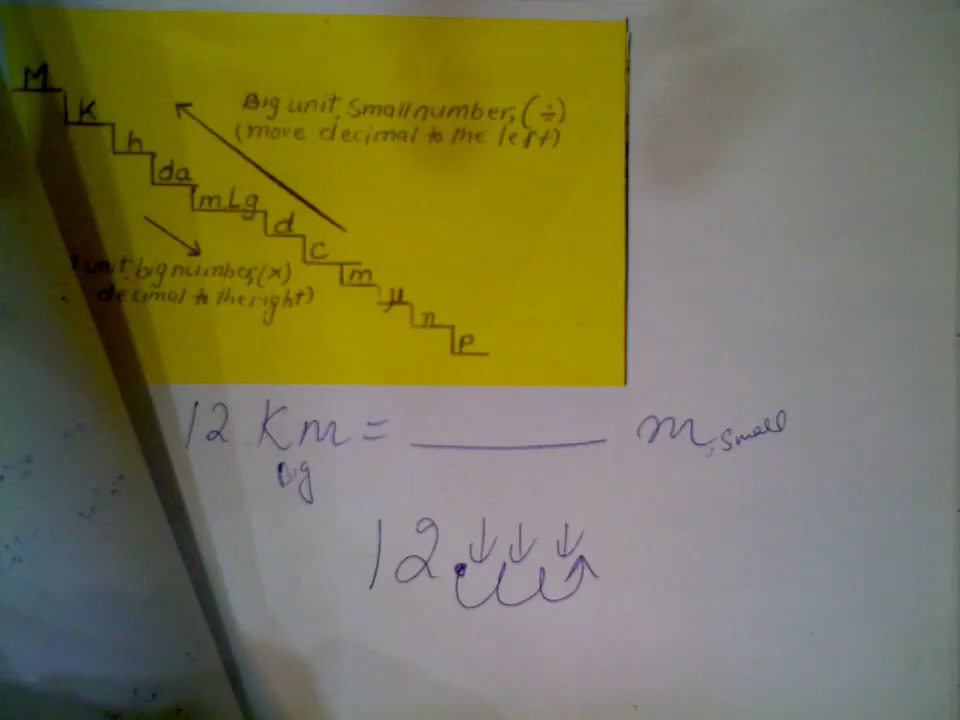 M
K
h
da
m L g
d
c
m
μ
n
p
Big unit, Small number, (÷)
(move decimal to the left)
unit, big number, (x)
decimal to the right)
12 Km = ________ m, small
Big
12.